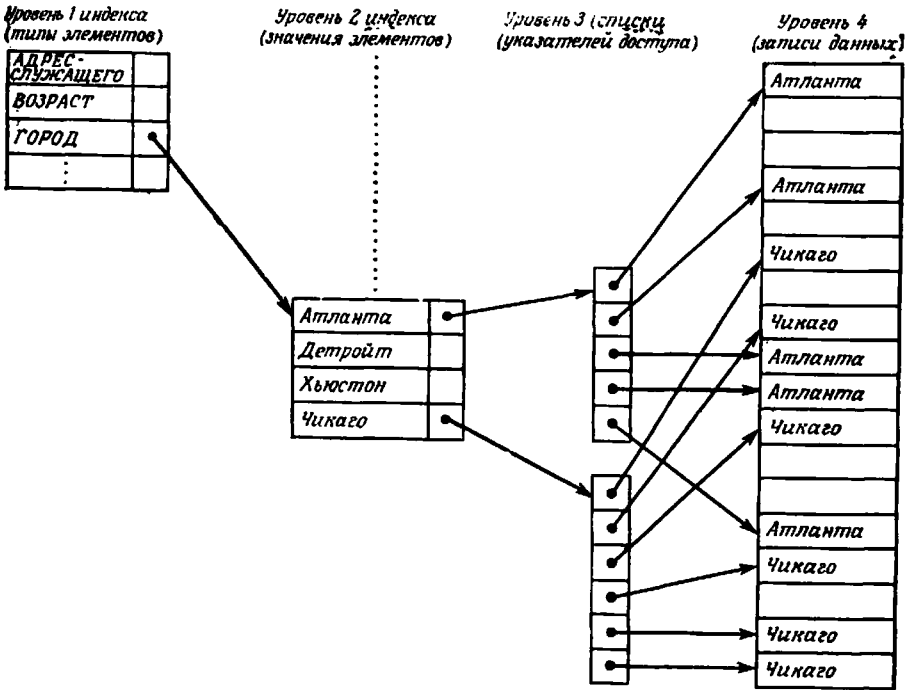 Уровень 1 индекса
(типы элементов)
АДРЕС-
СЛУЖАЩЕГО
ВОЗРАСТ
ГОРОД
Уровень 2 индекса
(значения элементов)
Атланта
Детройт
Хьюстон
Чикаго
Уровень 3 (списки
(указателей доступа)
Уровень 4
(записи данных)
Атланта
Атланта
Чикаго
Чикаго
Атланта
Атланта
Чикаго
Атланта
Чикаго
Чикаго
Чикаго